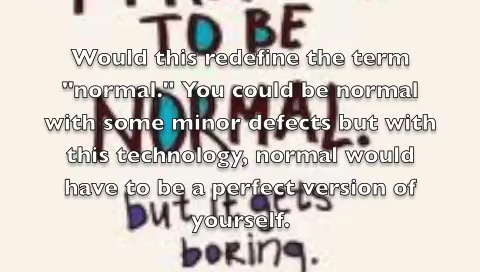 TO BE
Would this redefine the term
"normal." You could be normal
NORMAL.
with some minor defects but with
this technology, normal would
have to be a perfect version of
but it gets
yourself.
boring.